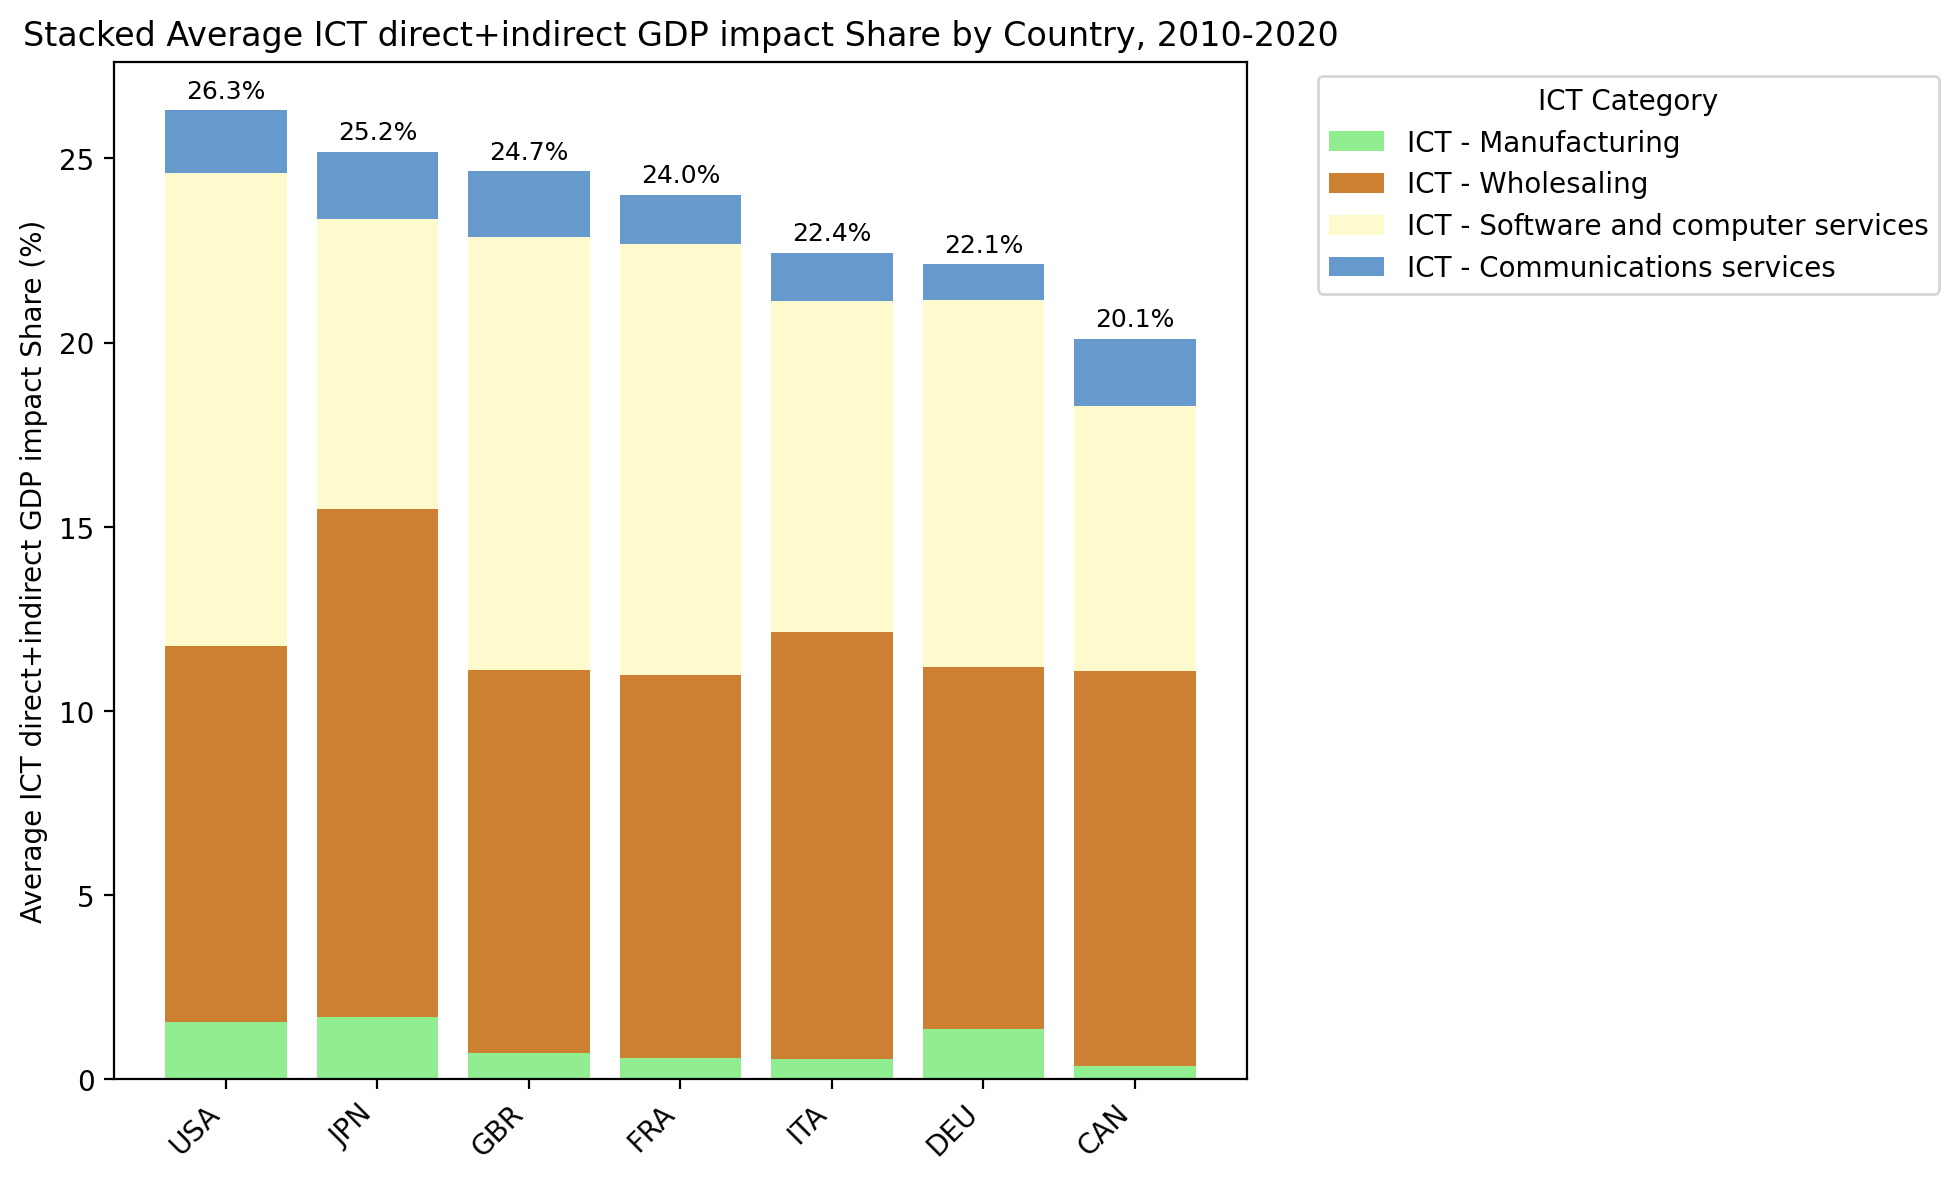 Stacked Average ICT direct+indirect GDP impact Share by Country, 2010-2020
Average ICT direct+indirect GDP impact Share (%)
25
20
15
10
5
0
26.3%
25.2%
24.7%
24.0%
22.4%
22.1%
20.1%
USA
JPN
GBR
FRA
ITA
DEU
CAN
ICT Category
ICT - Manufacturing
ICT - Wholesaling
ICT - Software and computer services
ICT - Communications services